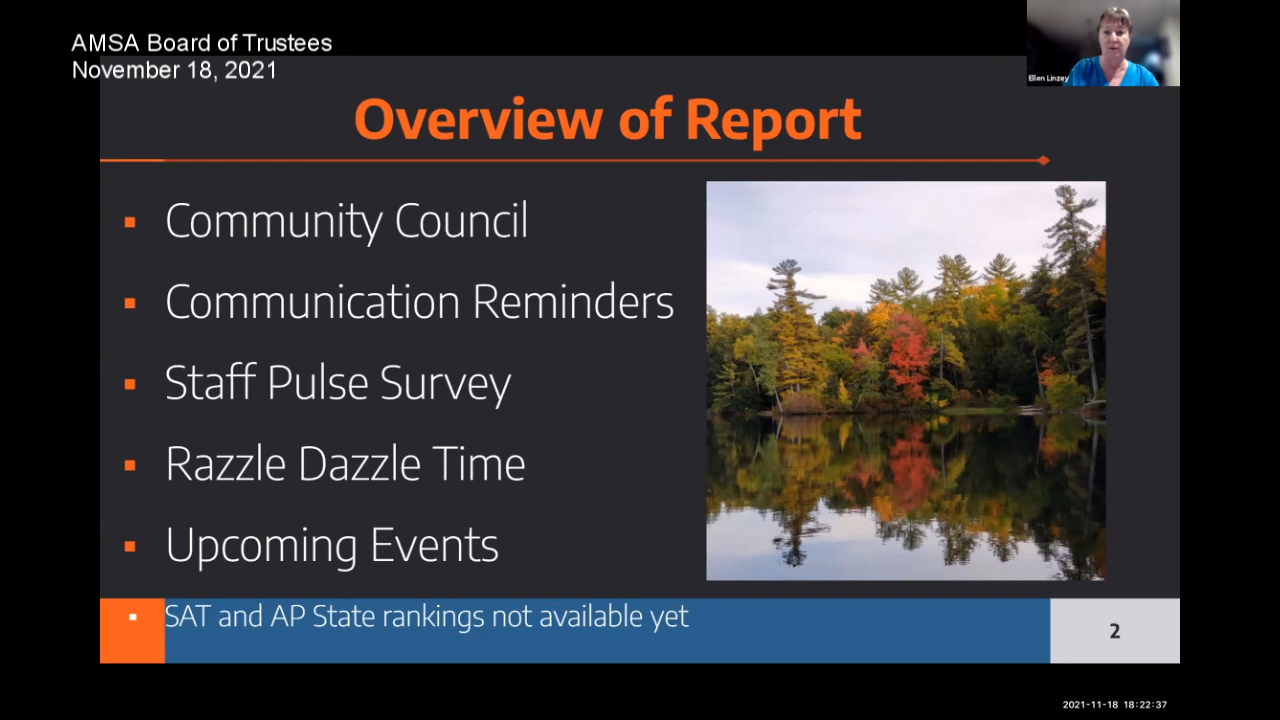 AMSA Board of Trustees
November 18, 2021
Ellen Linzey
Overview of Report
Community Council
Communication Reminders
Staff Pulse Survey
Razzle Dazzle Time
Upcoming Events
SAT and AP State rankings not available yet
2
2021-11-18 18:22:37